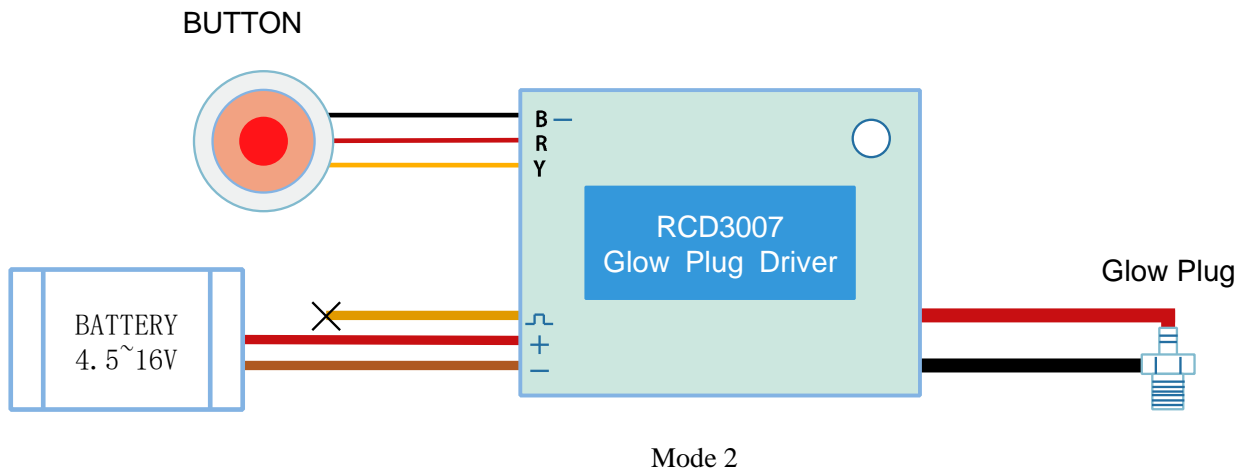 BUTTON
B −
R
Y
RCD3007
Glow Plug Driver
Glow Plug
BATTERY
4.5~16V
+
−
Mode 2